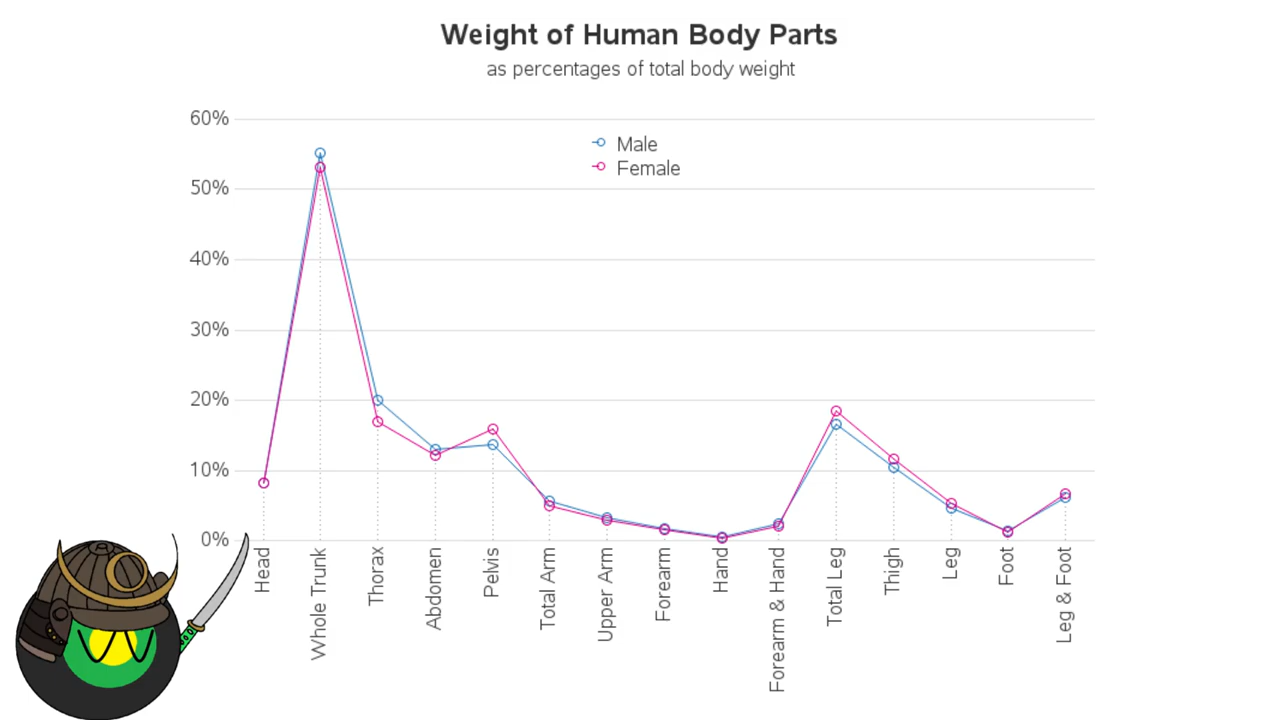 Weight of Human Body Parts
as percentages of total body weight
60%
50%
40%
30%
20%
10%
0%
Male
Female
Head
Whole Trunk
Thorax
Abdomen
Pelvis
Total Arm
Upper Arm
Forearm
Hand
Forearm & Hand
Total Leg
Thigh
Leg
Foot
Leg & Foot